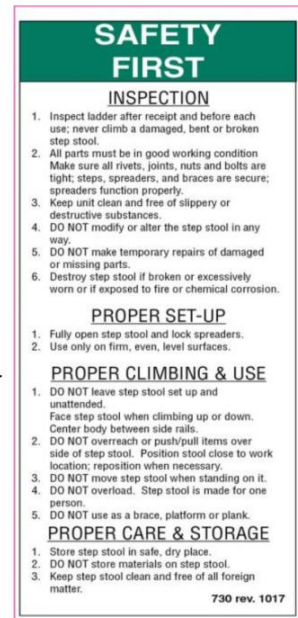 SAFETY
FIRST
INSPECTION
1. Inspect ladder after receipt and before each
use; never climb a damaged, bent or broken
step stool.
2. All parts must be in good working condition
Make sure all rivets, joints, nuts and bolts are
tight; steps, spreaders, and braces are secure;
spreaders function properly.
3. Keep unit clean and free of slippery or
destructive substances.
4. DO NOT modify or alter the step stool in any
way.
5. DO NOT make temporary repairs of damaged
or missing parts.
6. Destroy step stool if broken or excessively
worn or if exposed to fire or chemical corrosion.
PROPER SET-UP
1. Fully open step stool and lock spreaders.
2. Use only on firm, even, level surfaces.
PROPER CLIMBING & USE
1. DO NOT leave step stool set up and
unattended.
Face step stool when climbing up or down.
Center body between side rails.
2. DO NOT overreach or push/pull items over
side of step stool. Position stool close to work
location; reposition when necessary.
3. DO NOT move step stool when standing on it.
4. DO NOT overload. Step stool is made for one
person.
5. DO NOT use as a brace, platform or plank.
PROPER CARE & STORAGE
1. Store step stool in safe, dry place.
2. DO NOT store materials on step stool.
3. Keep step stool clean and free of all foreign
matter.
730 rev. 1017